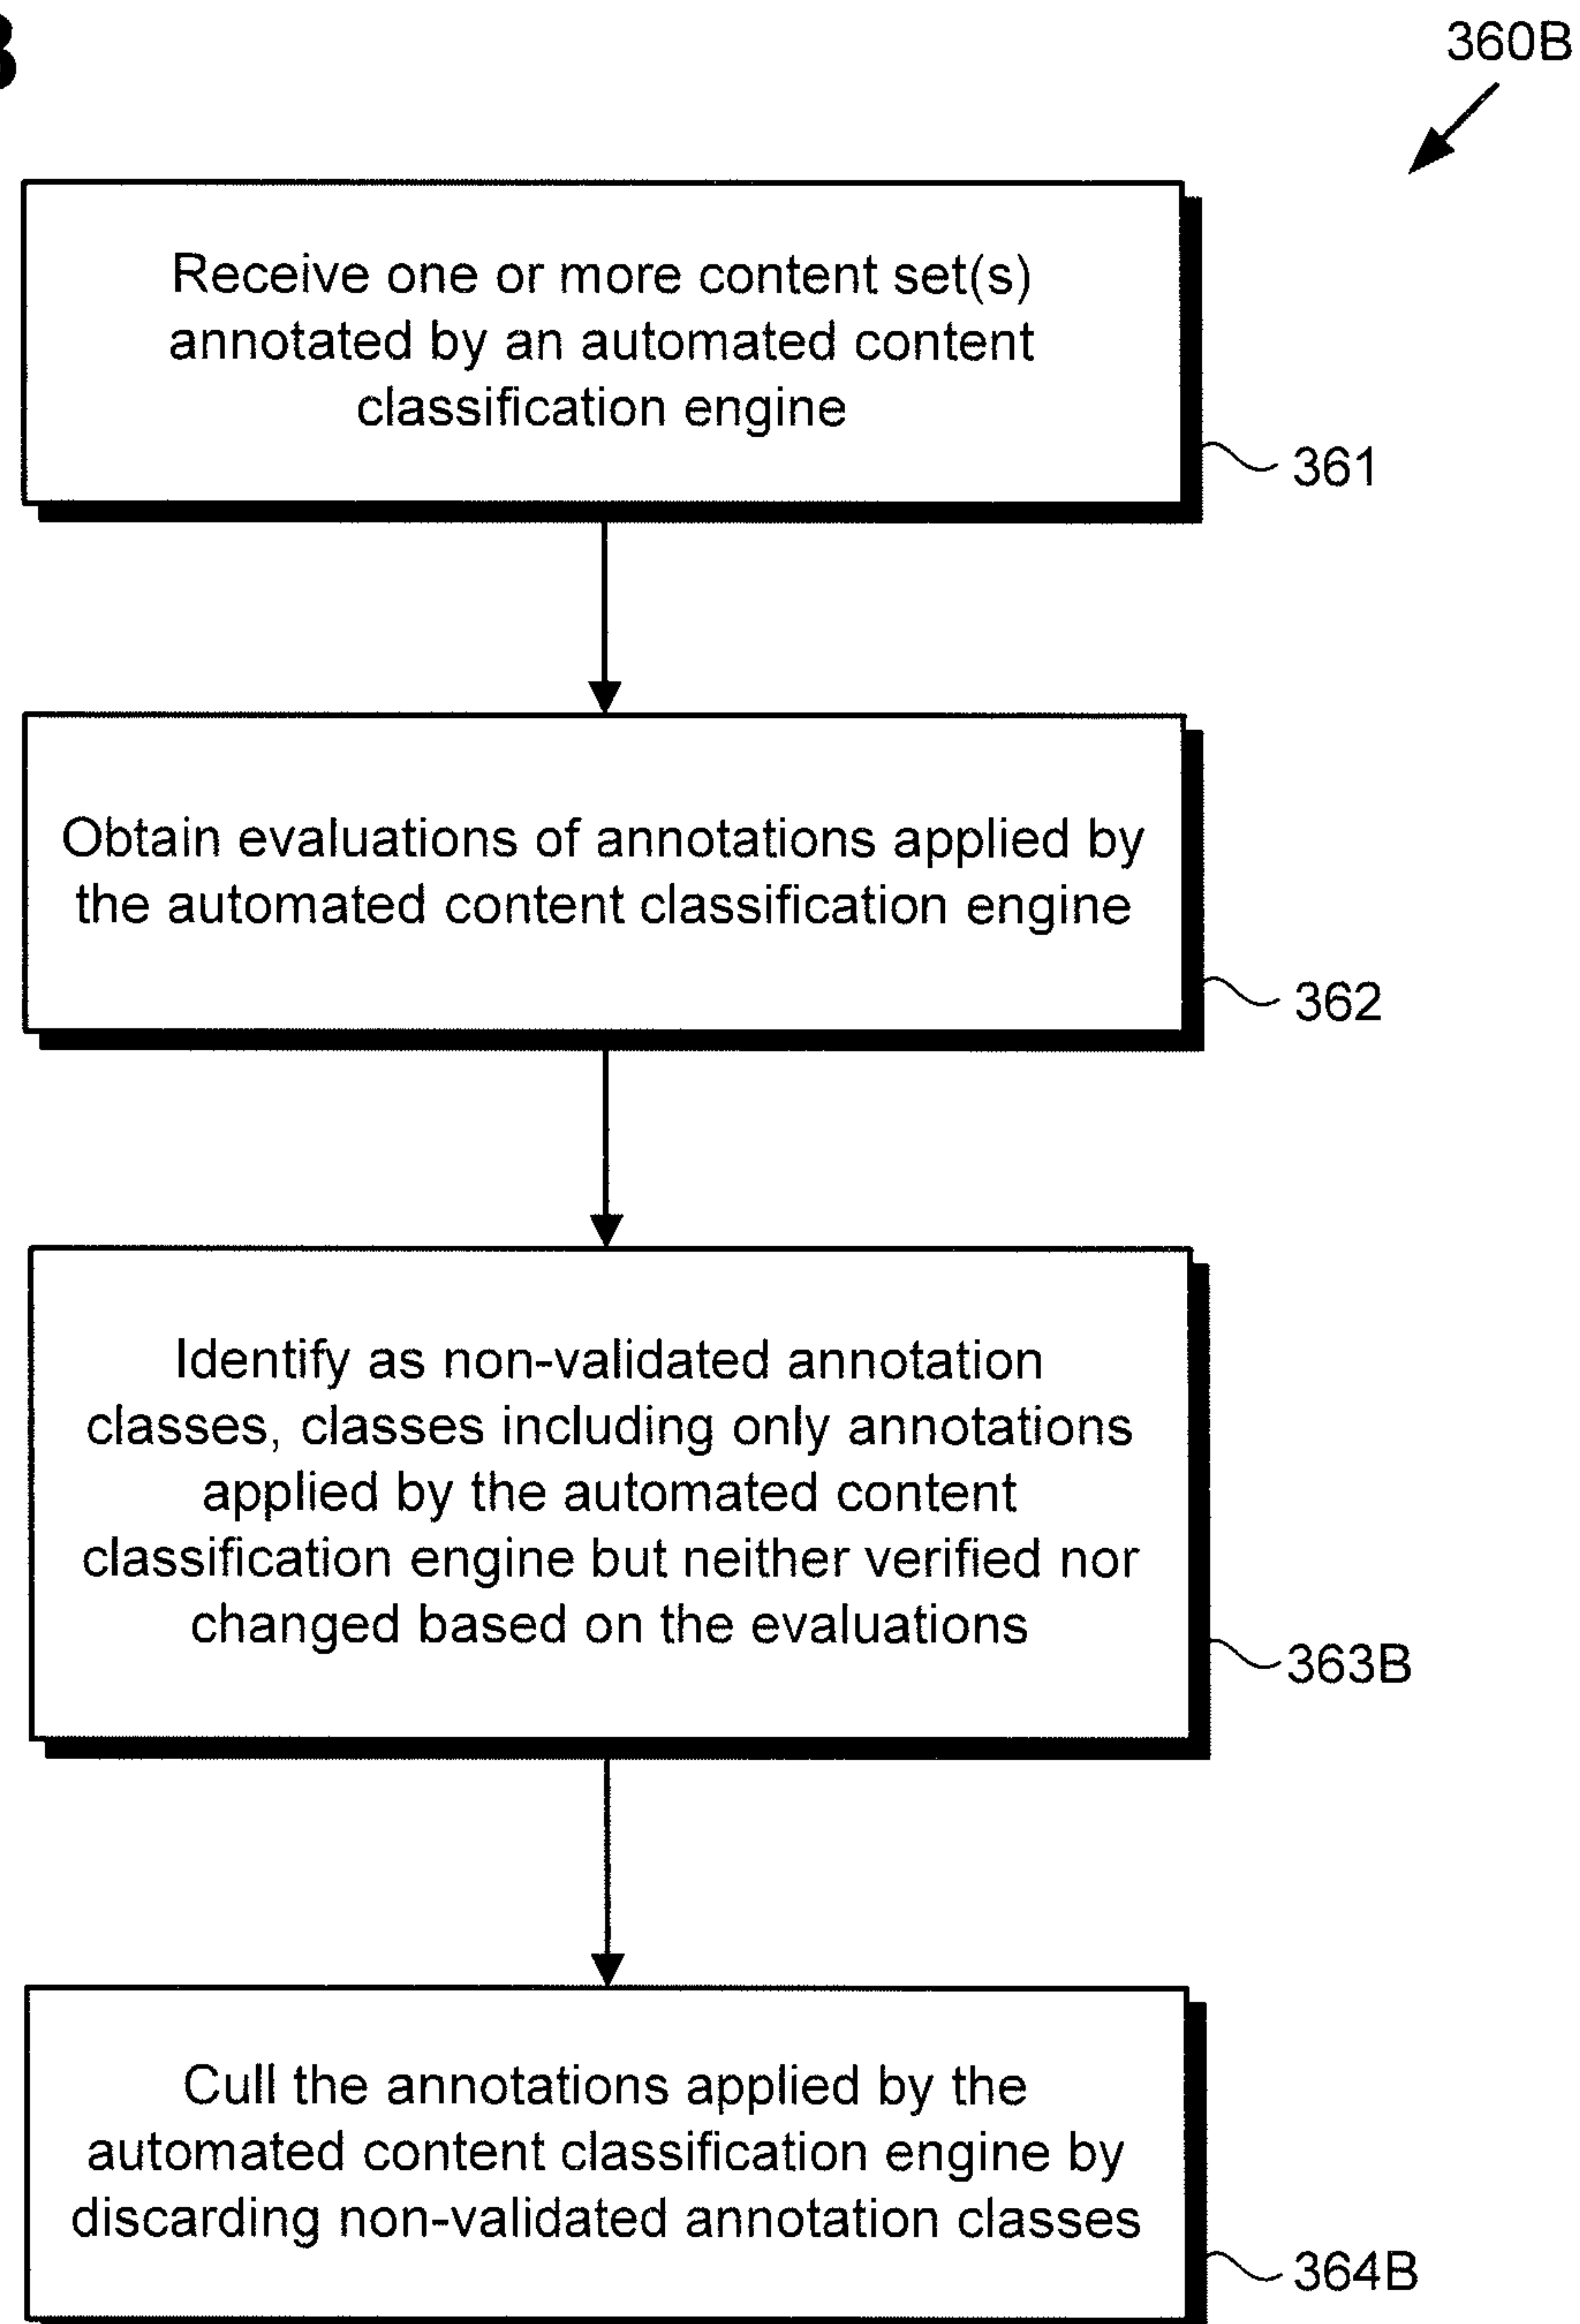 360B
Receive one or more content set(s)
annotated by an automated content
classification engine
361
Obtain evaluations of annotations applied by
the automated content classification engine
362
Identify as non-validated annotation
classes, classes including only annotations
applied by the automated content
classification engine but neither verified nor
changed based on the evaluations
363B
Cull the annotations applied by the
automated content classification engine by
discarding non-validated annotation classes
364B